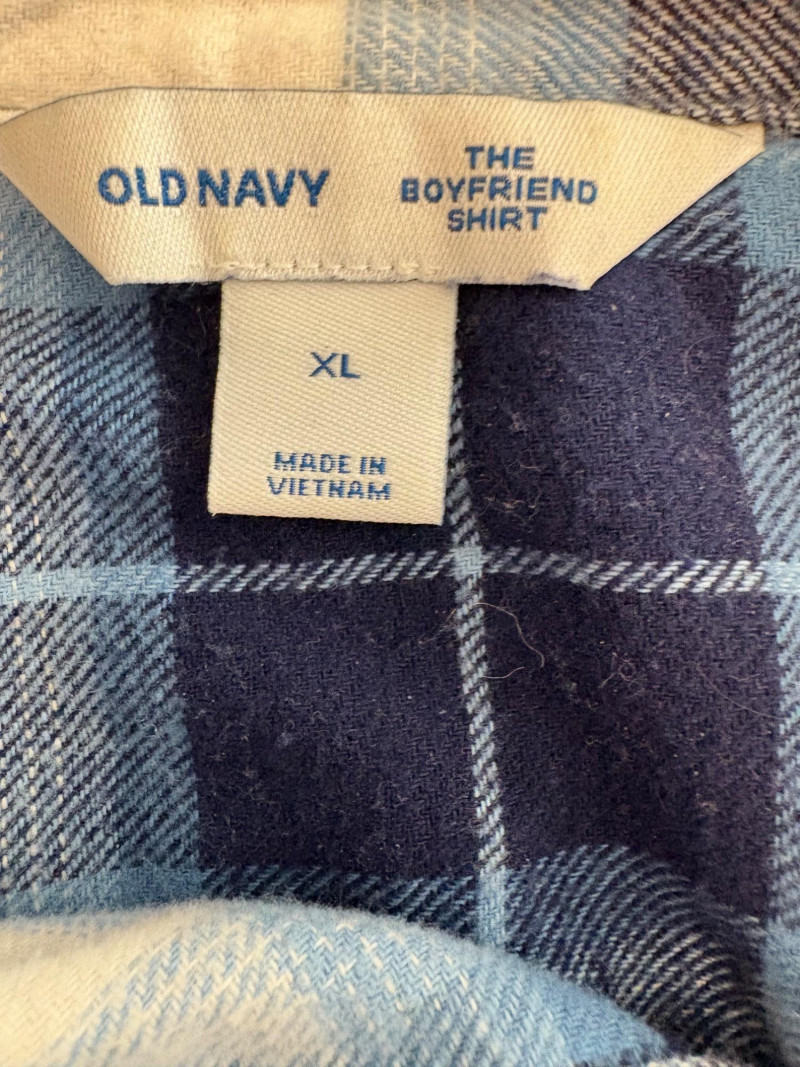 OLD NAVY
THE
BOYFRIEND
SHIRT
XL
MADE IN
VIETNAM